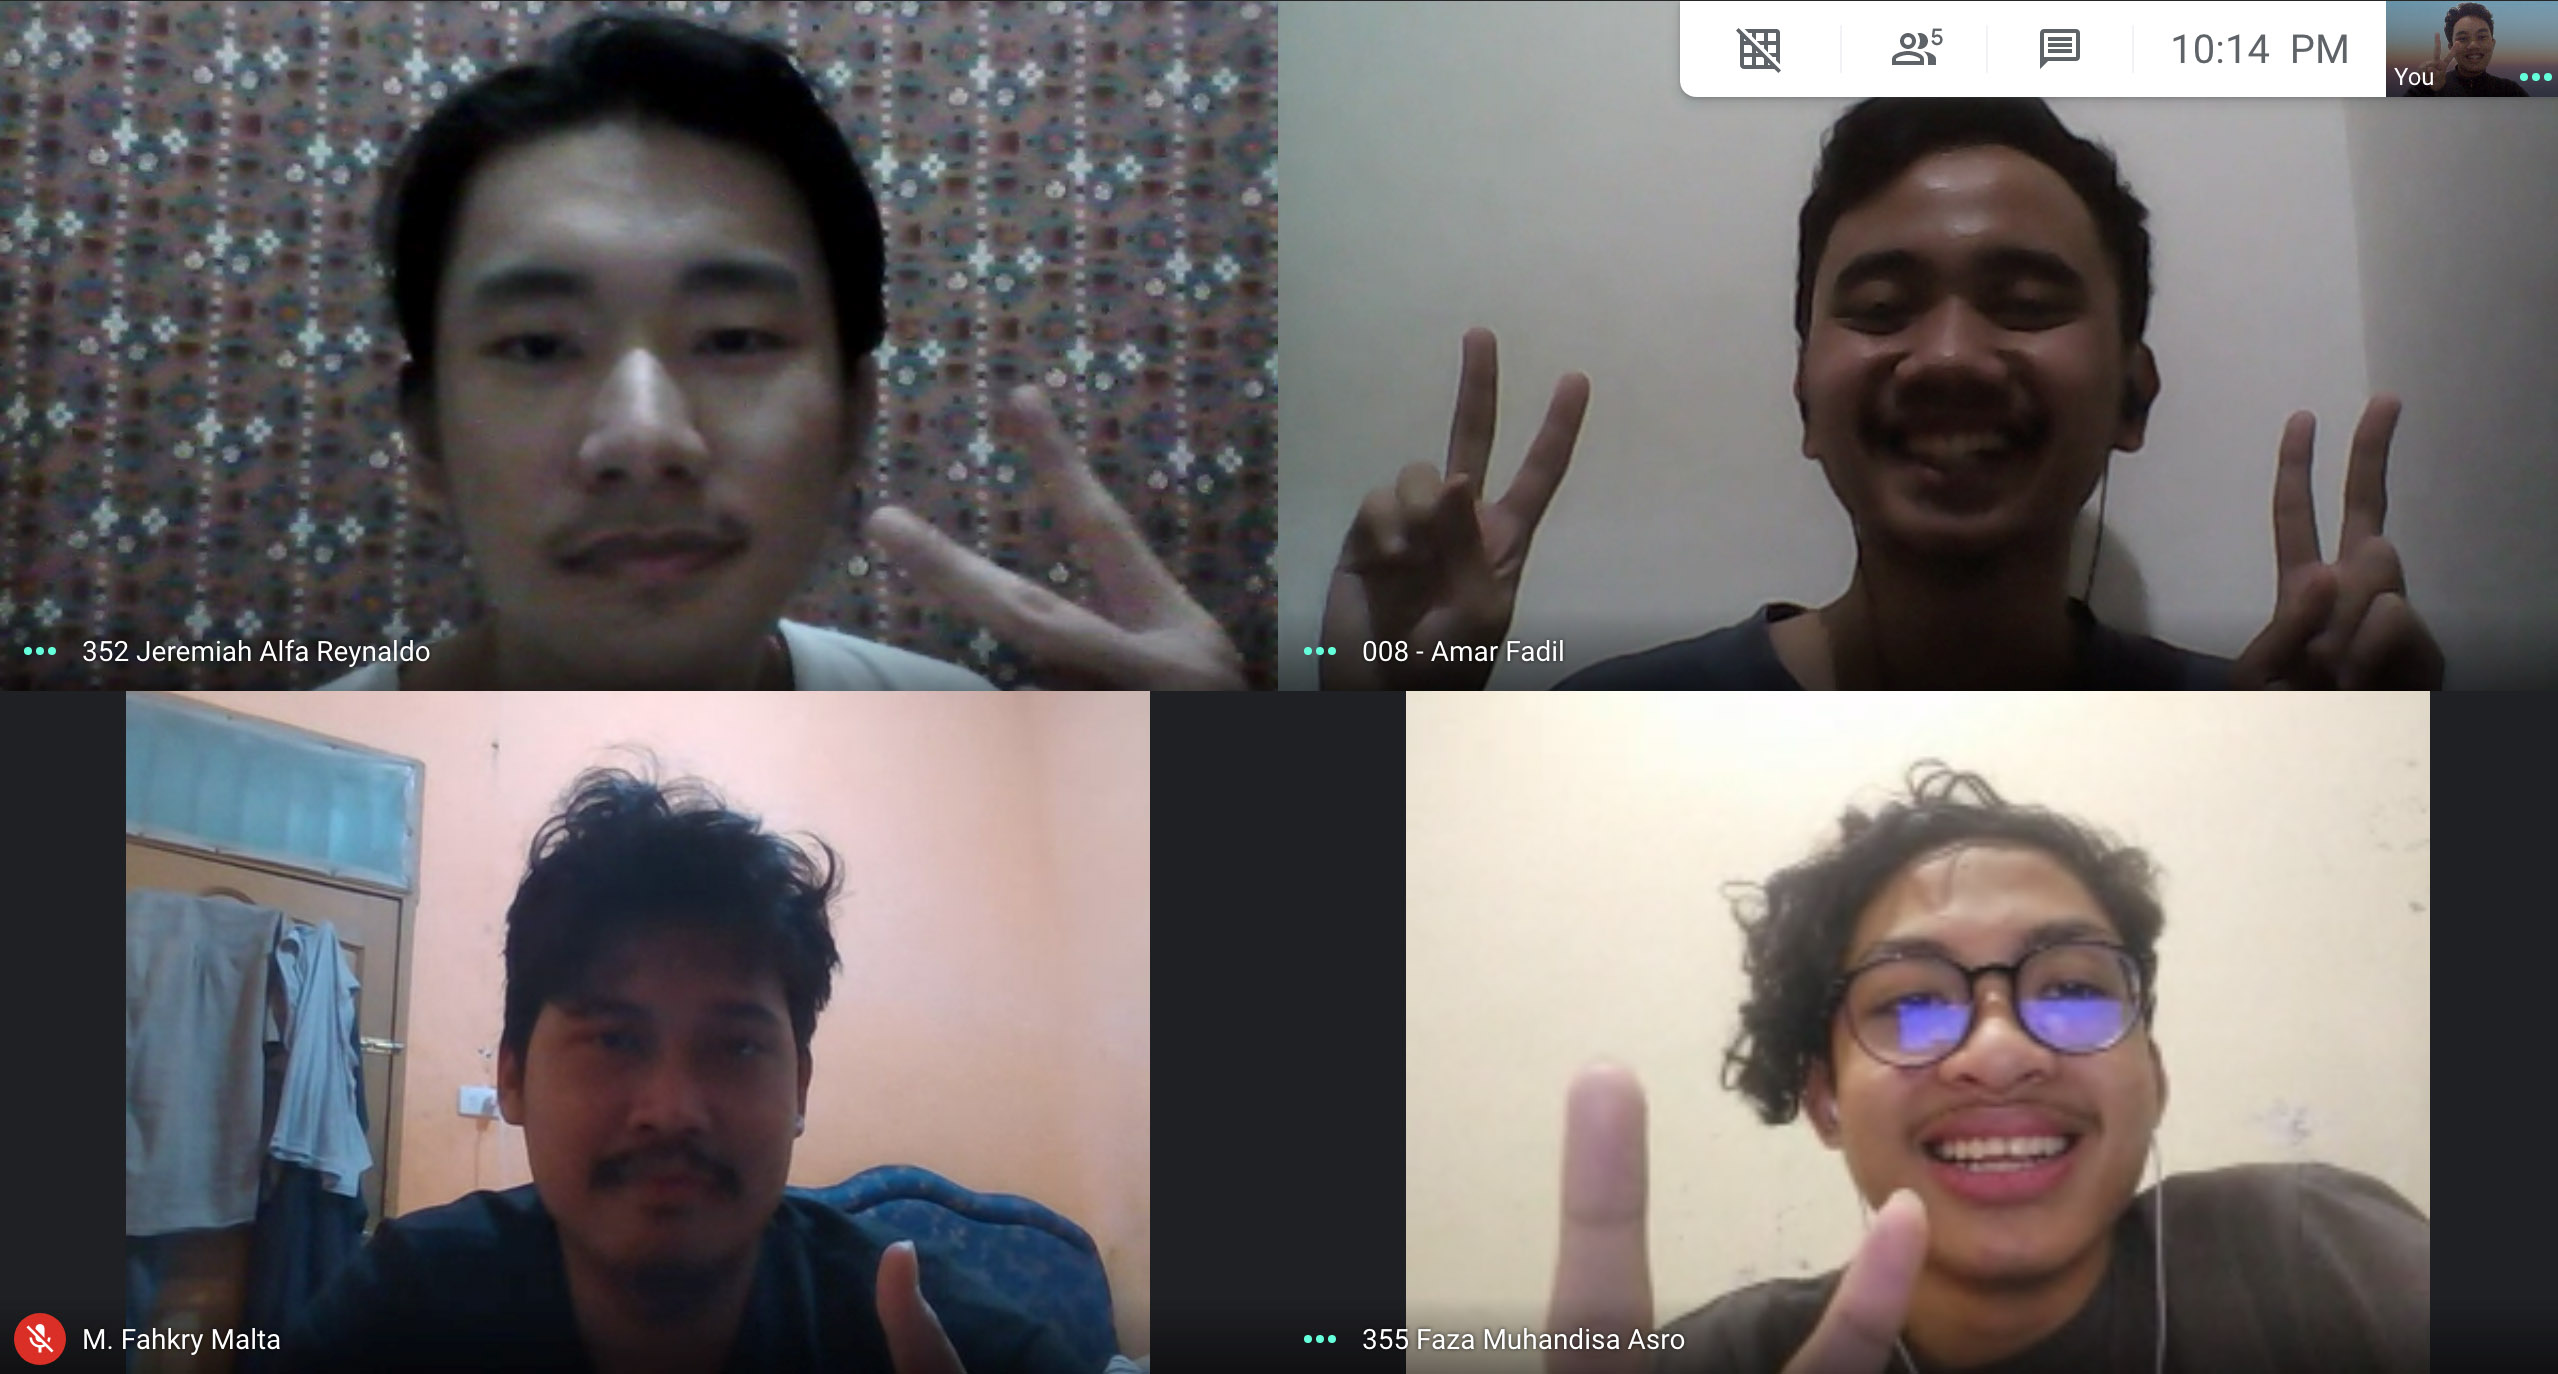 5
10:14 PM
You
352 Jeremiah Alfa Reynaldo
008 - Amar Fadil
M. Fahkry Malta
355 Faza Muhandisa Asro